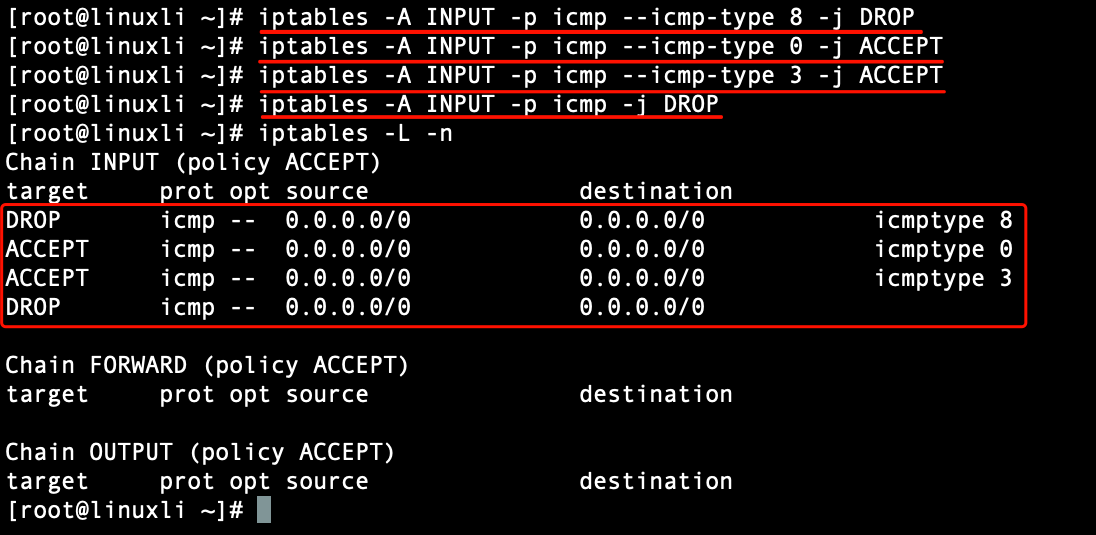 [root@linuxli ~]# iptables -A INPUT -p icmp --icmp-type 8 -j DROP
[root@linuxli ~]# iptables -A INPUT -p icmp --icmp-type 0 -j ACCEPT
[root@linuxli ~]# iptables -A INPUT -p icmp --icmp-type 3 -j ACCEPT
[root@linuxli ~]# iptables -A INPUT -p icmp -j DROP
[root@linuxli ~]# iptables -L -n
Chain INPUT (policy ACCEPT)
target     prot opt source               destination
DROP       icmp --  0.0.0.0/0            0.0.0.0/0            icmptype 8
ACCEPT     icmp --  0.0.0.0/0            0.0.0.0/0            icmptype 0
ACCEPT     icmp --  0.0.0.0/0            0.0.0.0/0            icmptype 3
DROP       icmp --  0.0.0.0/0            0.0.0.0/0

Chain FORWARD (policy ACCEPT)
target     prot opt source               destination

Chain OUTPUT (policy ACCEPT)
target     prot opt source               destination
[root@linuxli ~]#